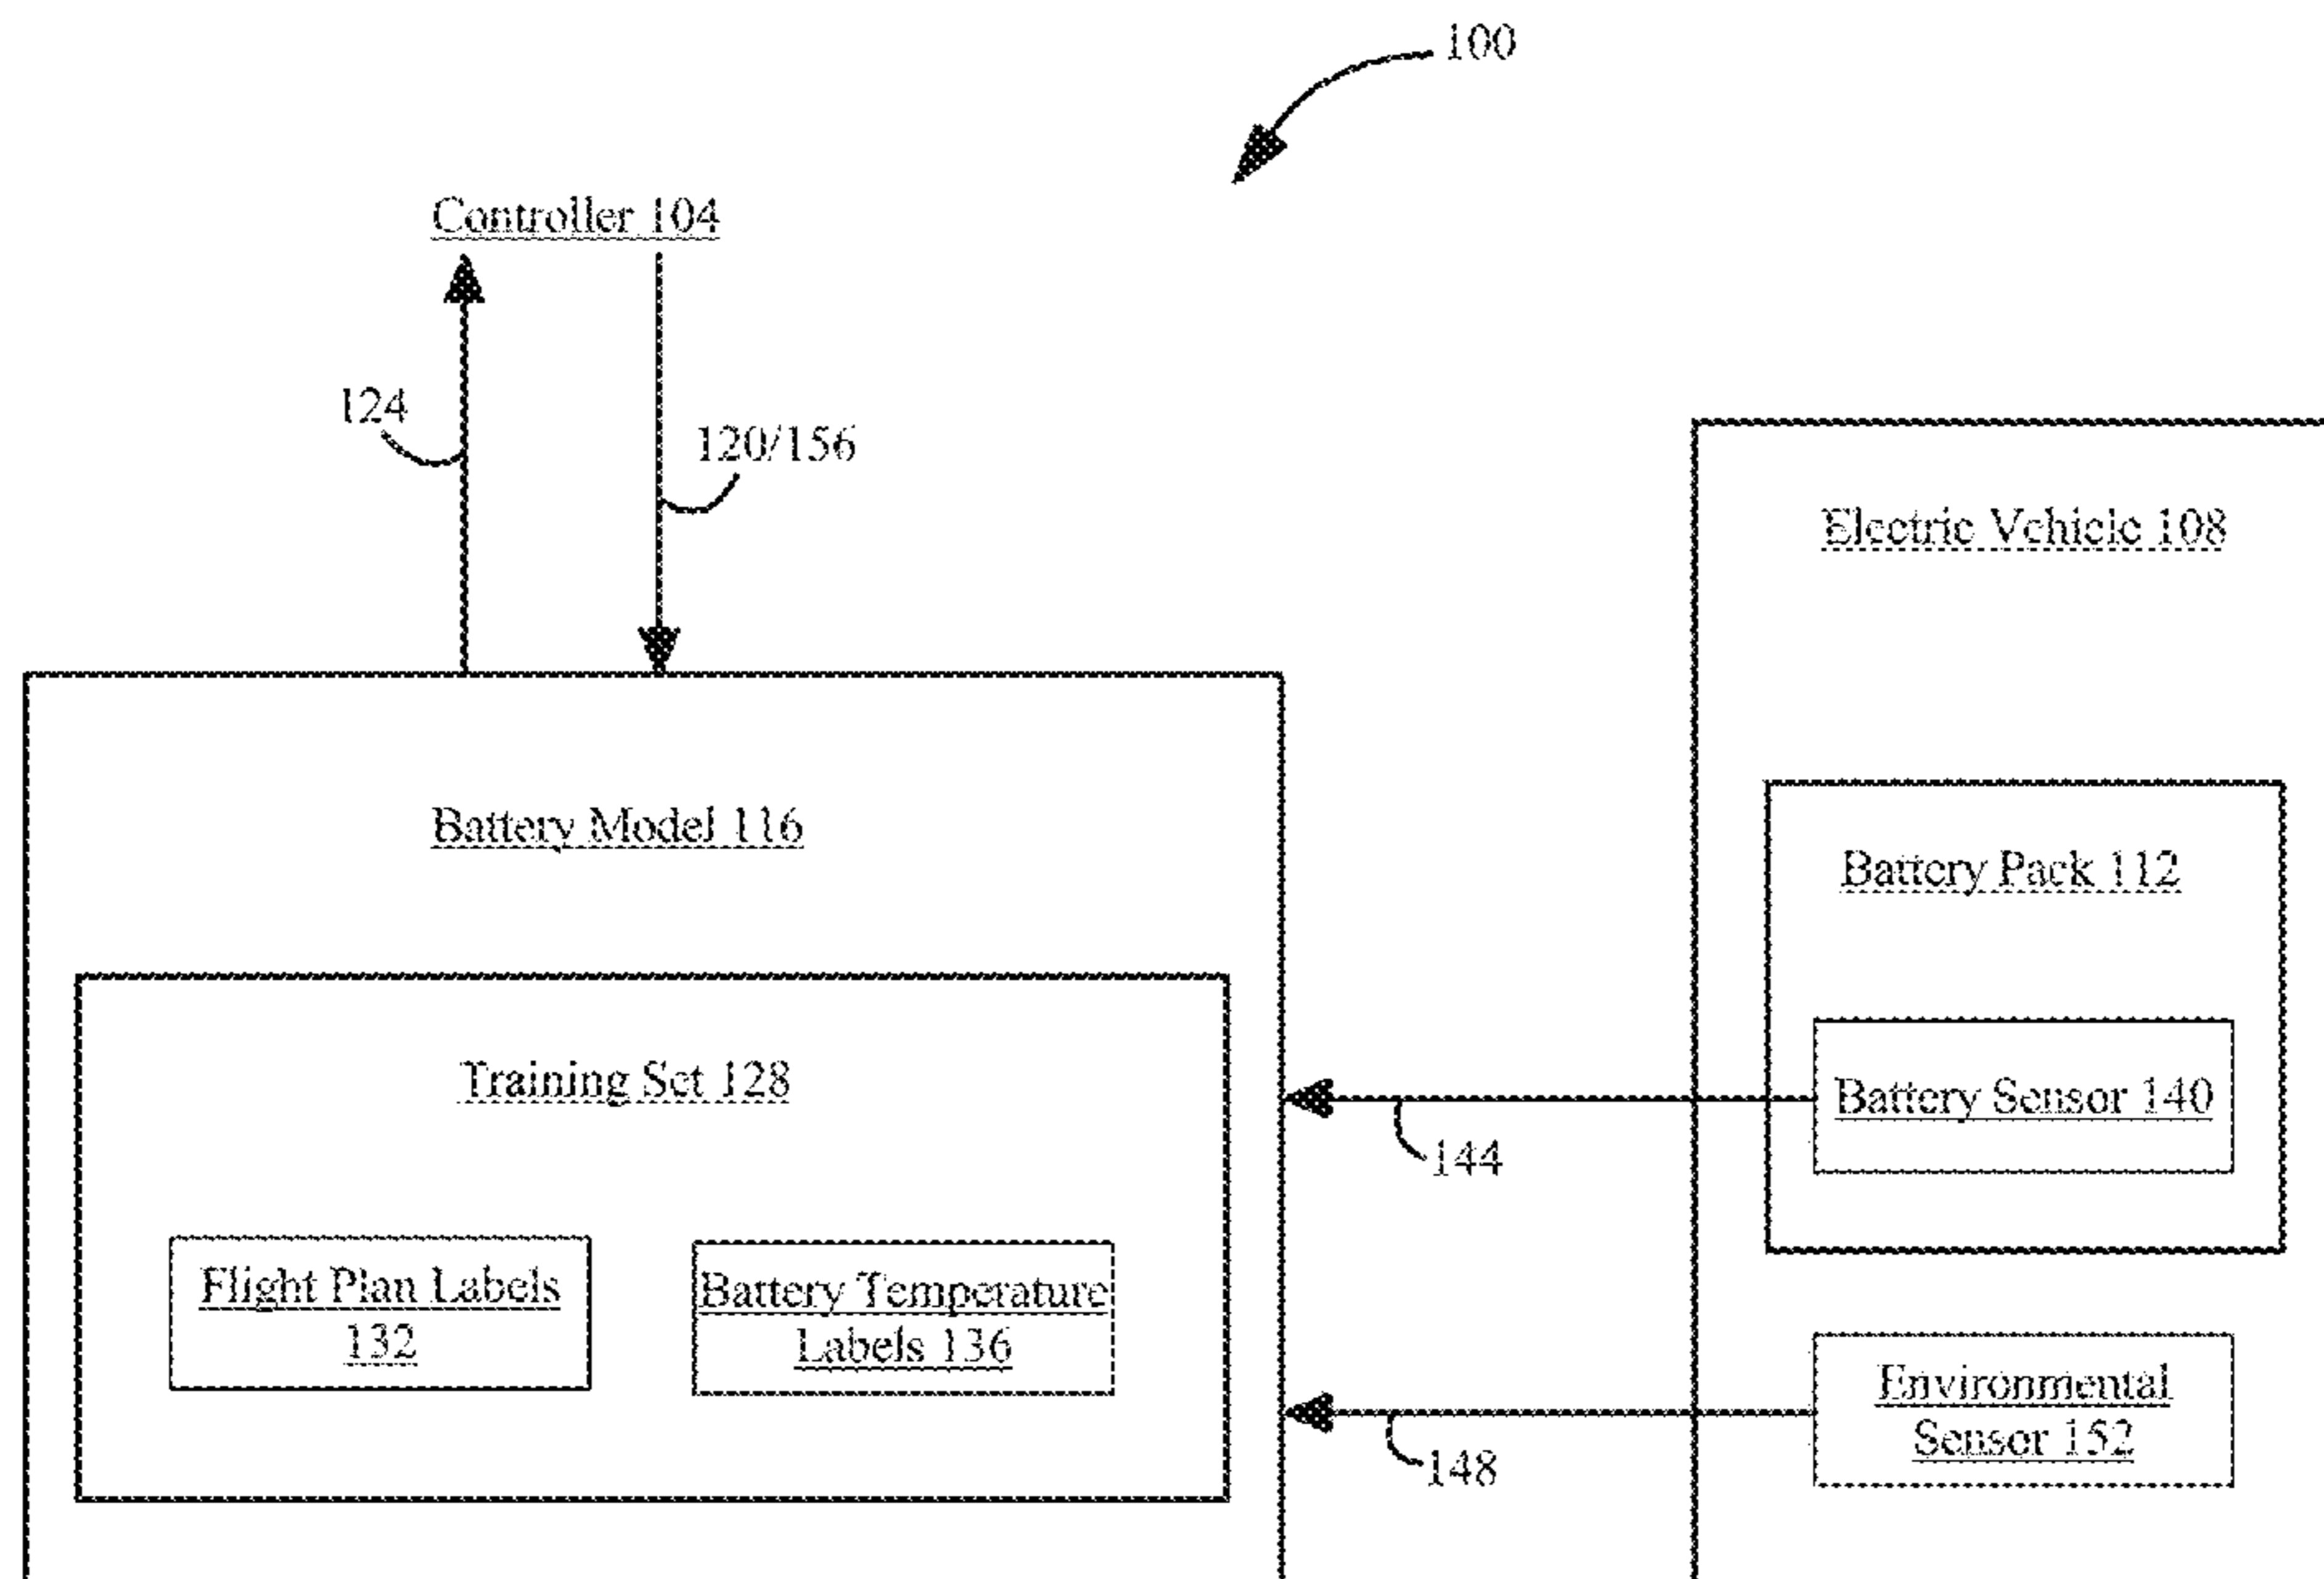 100
Controller 104
124
120/156
Electric Vehicle 108
Battery Model 116
Battery Pack 112
Training Set 128
Battery Sensor 140
144
Flight Plan Labels
132
Battery Temperature
Labels 136
Environmental
Sensor 152
148